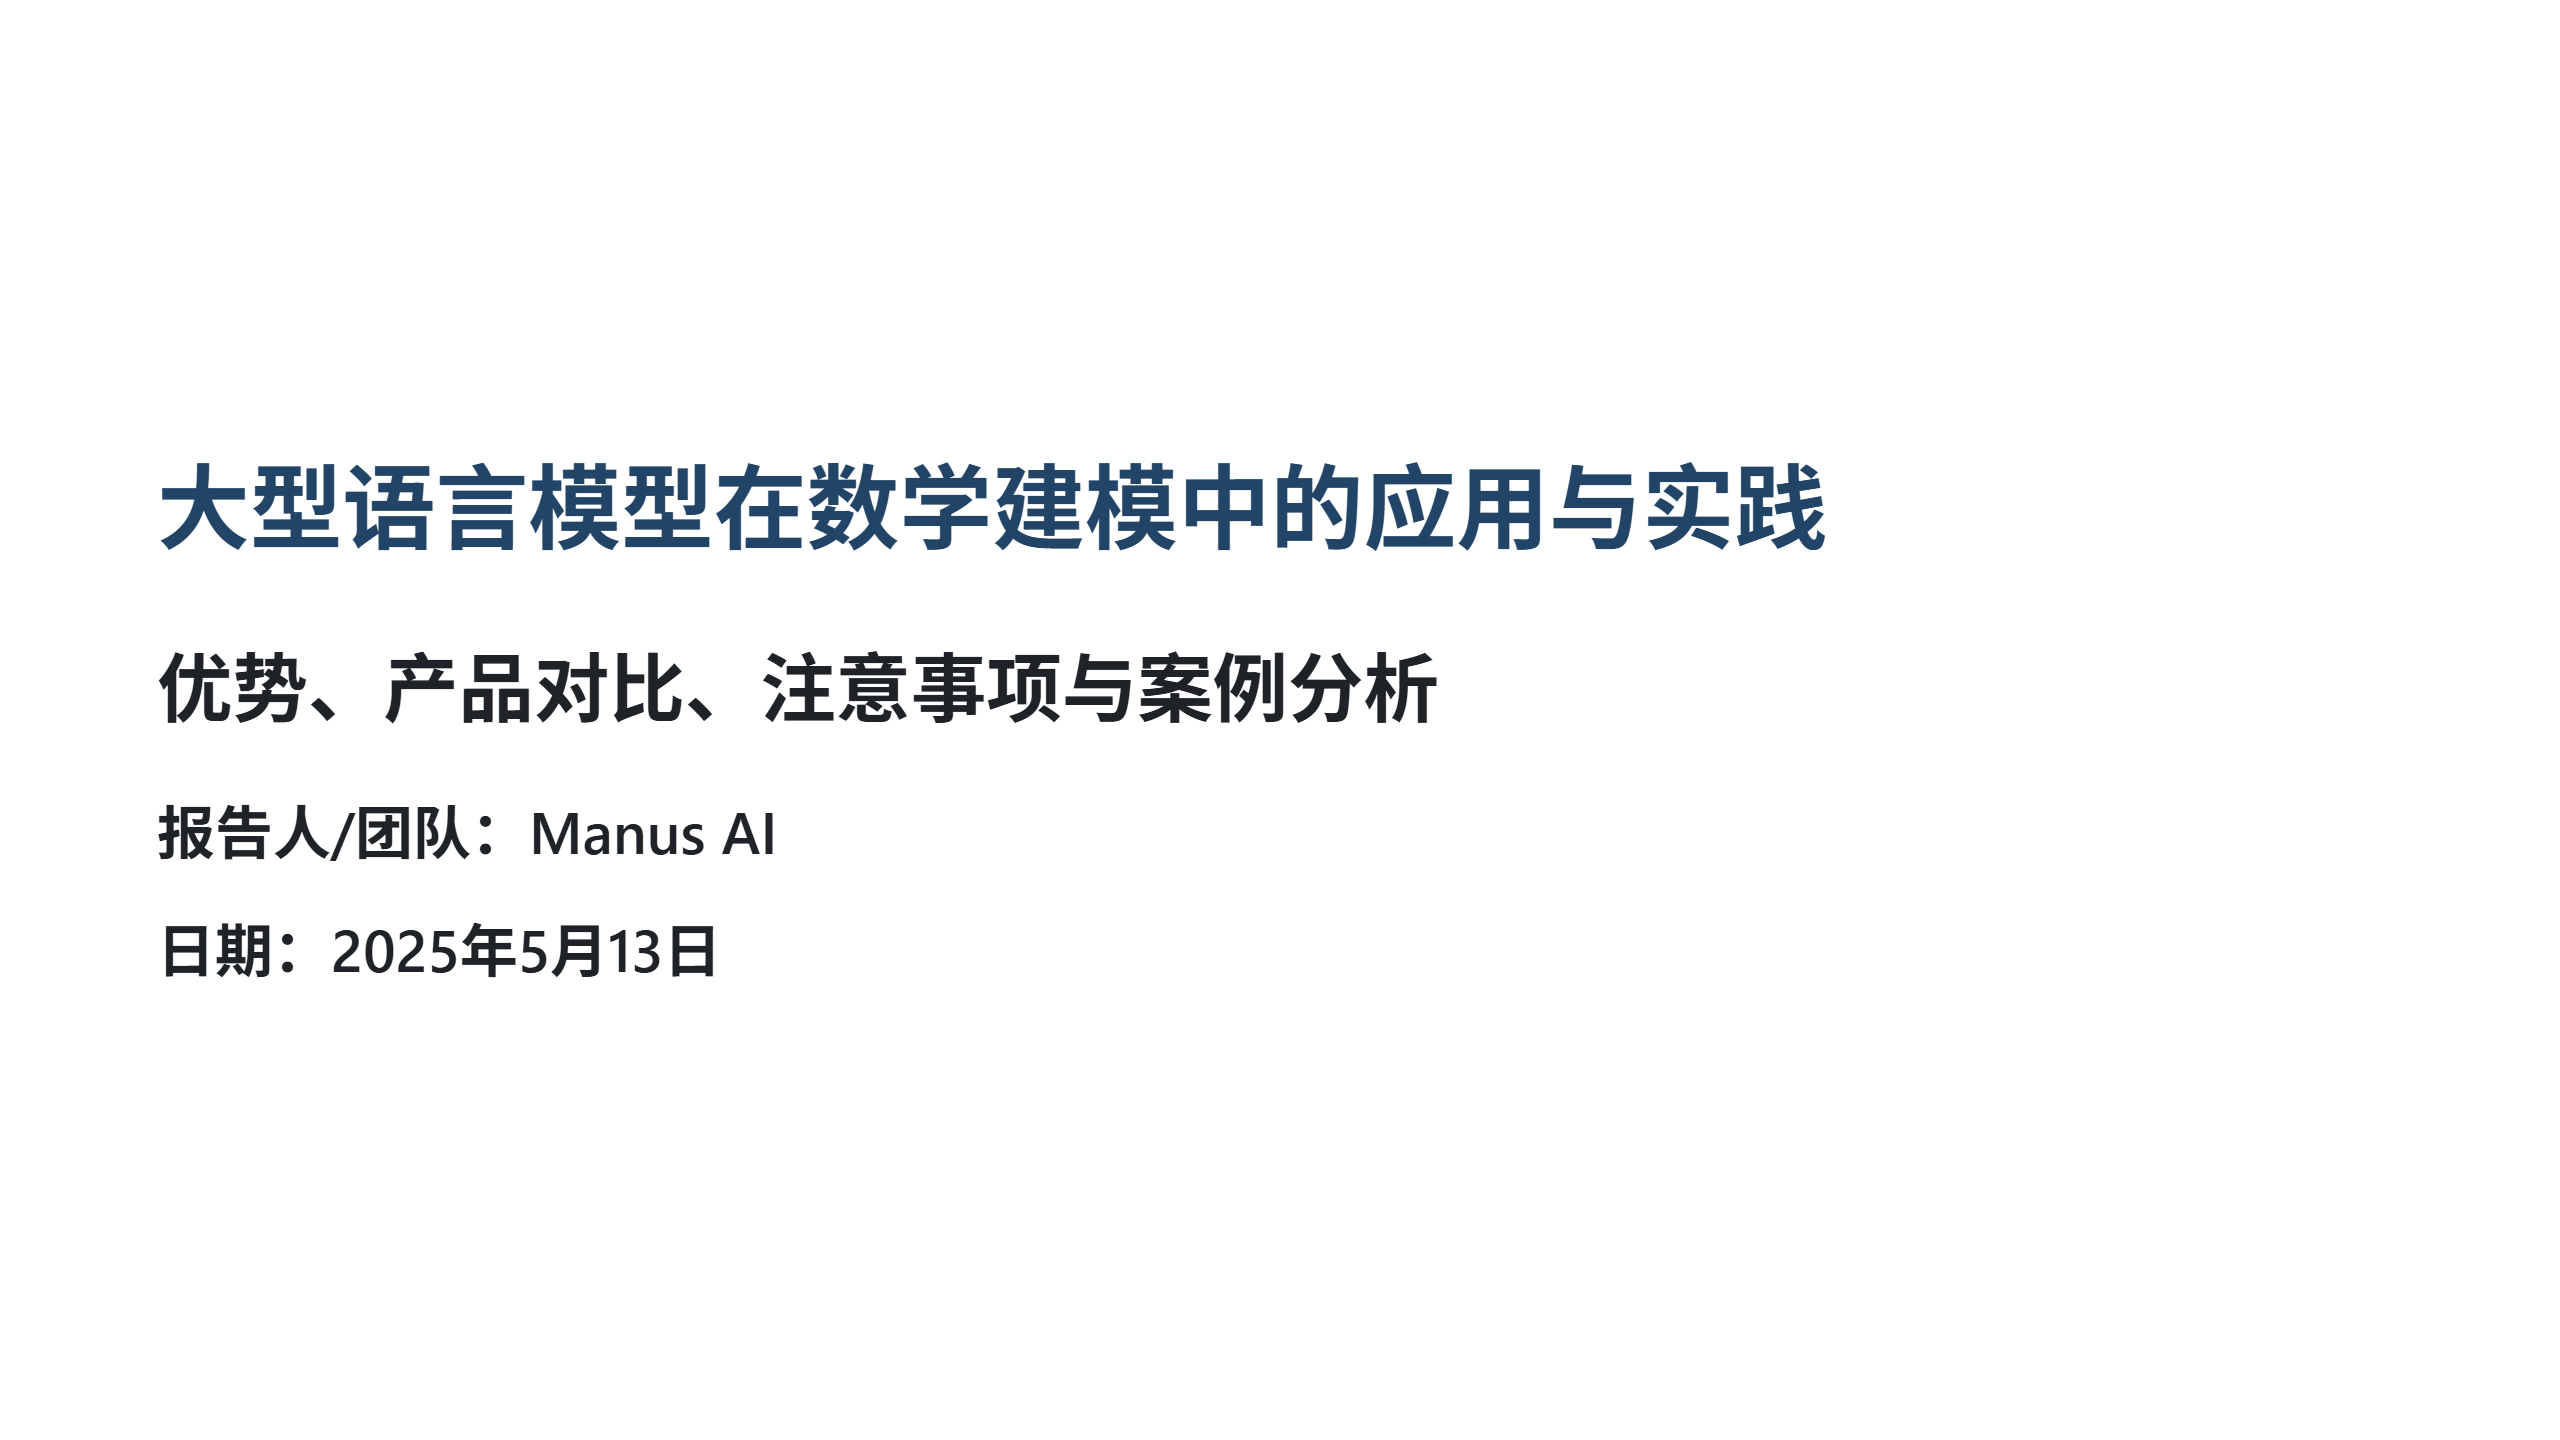 大型语言模型在数学建模中的应用与实践
优势、产品对比、注意事项与案例分析
报告人/团队：Manus AI
日期：2025年5月13日